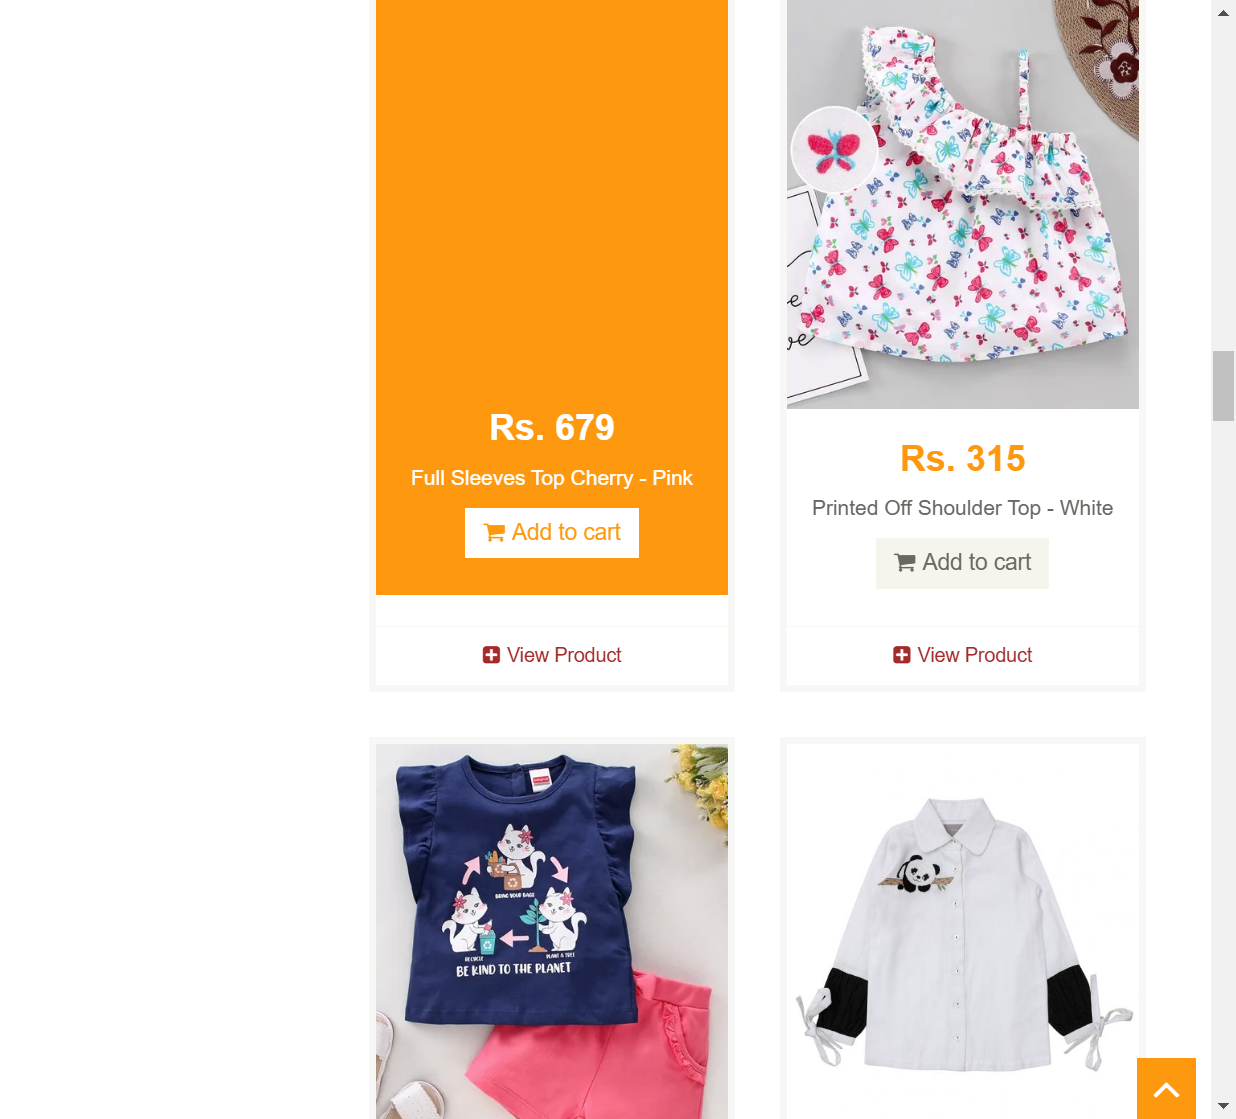 Rs. 679
Full Sleeves Top Cherry - Pink
Add to cart
View Product
Rs. 315
Printed Off Shoulder Top - White
Add to cart
View Product
BRING YOUR BAGS
RECYCLE
PLANT A TREE
BE KIND TO THE PLANET